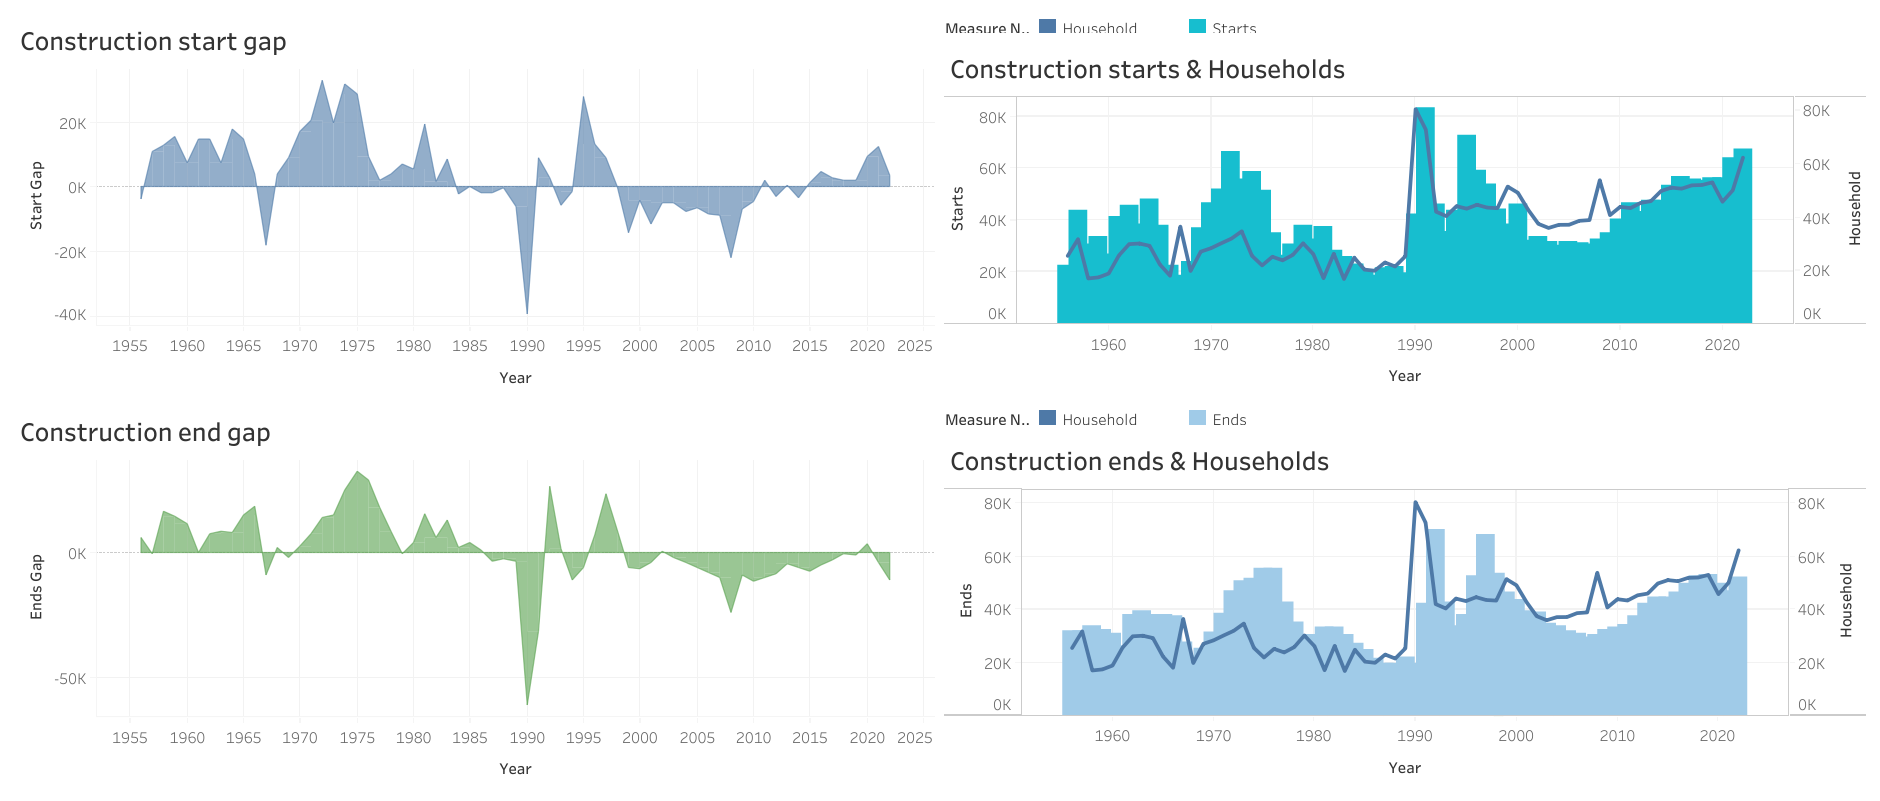 Construction start gap
Start Gap
20K
0K
-20K
-40K
1955 1960 1965 1970 1975 1980 1985 1990 1995 2000 2005 2010 2015 2020 2025
Year
Measure N.. Household Starts
Construction starts & Households
Starts
80K
60K
40K
20K
0K
80K
60K
40K
20K
0K
Household
1960 1970 1980 1990 2000 2010 2020
Year
Construction end gap
Ends Gap
0K
-50K
1955 1960 1965 1970 1975 1980 1985 1990 1995 2000 2005 2010 2015 2020 2025
Year
Measure N.. Household Ends
Construction ends & Households
Ends
80K
60K
40K
20K
0K
80K
60K
40K
20K
0K
Household
1960 1970 1980 1990 2000 2010 2020
Year